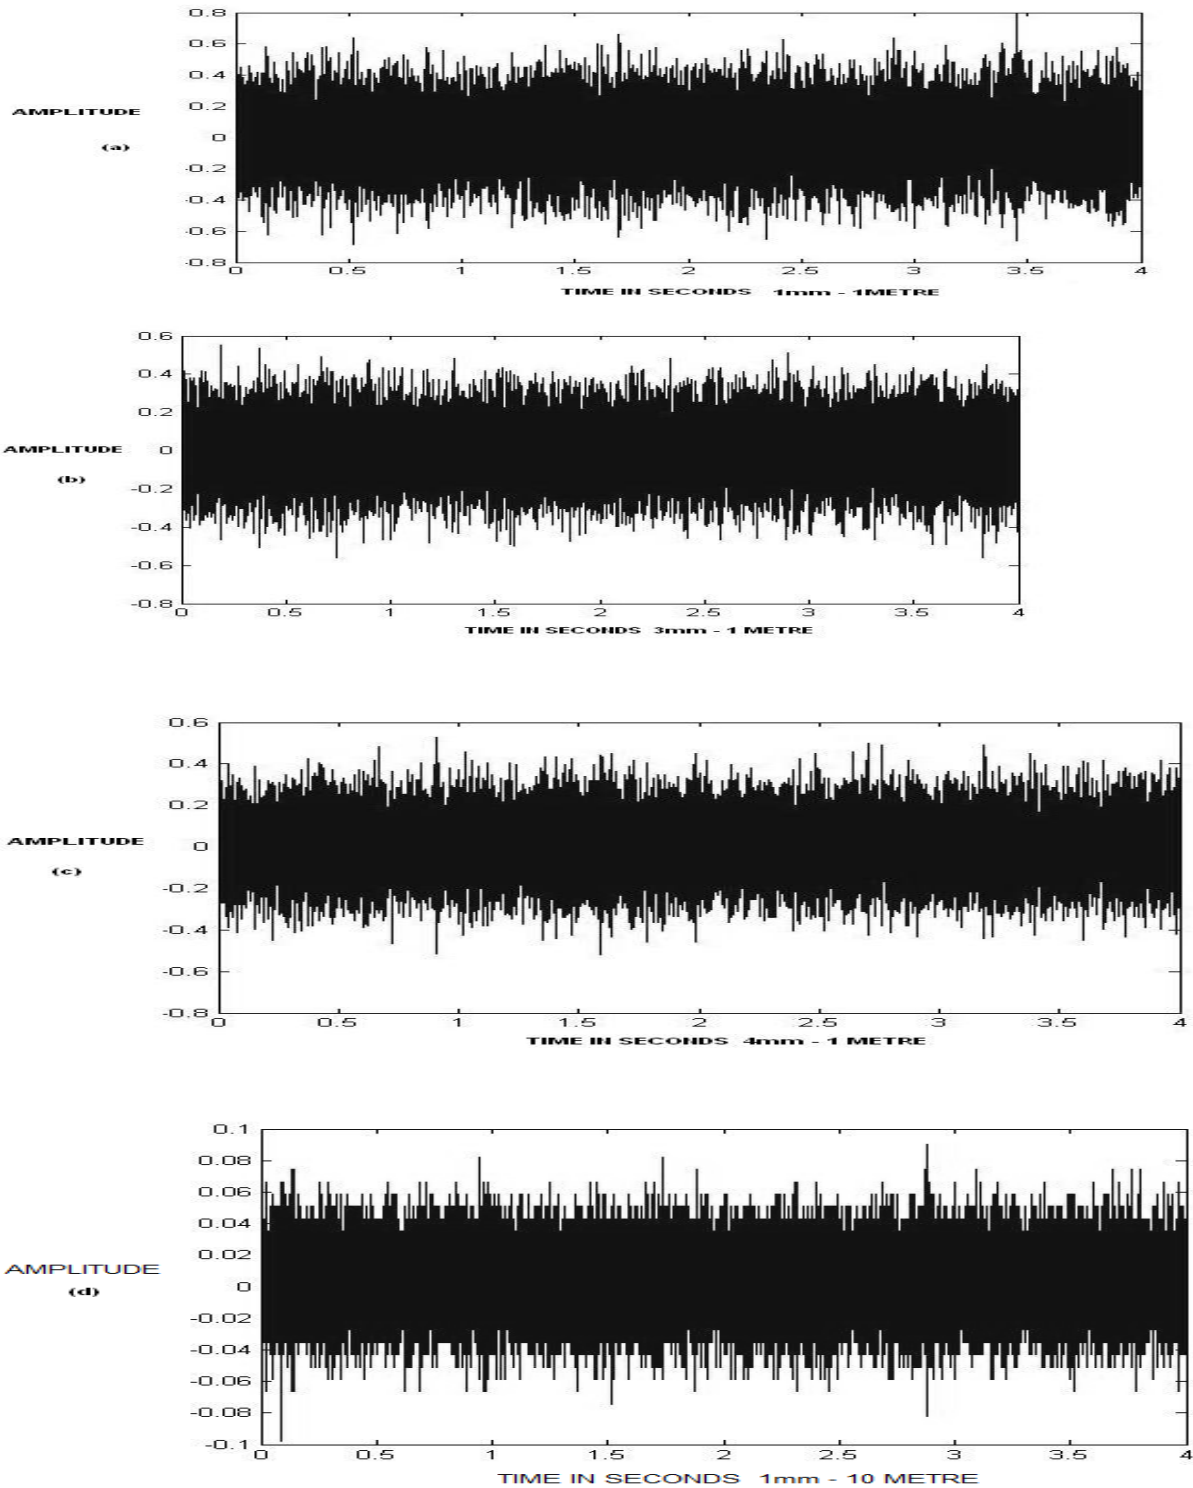 0.8
0.6
0.4
AMPLITUDE 0.2
(a) 0
-0.2
-0.4
-0.6
-0.8
0 0.5 1 1.5 2 2.5 3 3.5 4
TIME IN SECONDS 1mm - 1METRE
0.6
0.4
0.2
AMPLITUDE 0
(b) -0.2
-0.4
-0.6
-0.8
0 0.5 1 1.5 2 2.5 3 3.5 4
TIME IN SECONDS 3mm - 1 METRE
0.6
0.4
0.2
AMPLITUDE 0
(c) -0.2
-0.4
-0.6
-0.8
0 0.5 1 1.5 2 2.5 3 3.5 4
TIME IN SECONDS 4mm - 1 METRE
0.1
0.08
0.06
0.04
0.02
AMPLITUDE 0
(d) -0.02
-0.04
-0.06
-0.08
-0.1
0 0.5 1 1.5 2 2.5 3 3.5 4
TIME IN SECONDS 1mm - 10 METRE